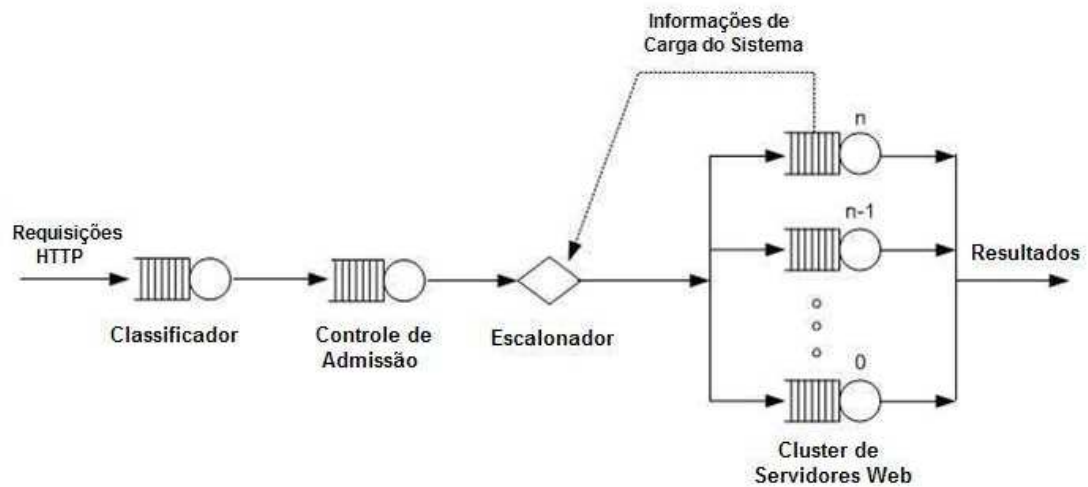 Informações de
Carga do Sistema
n
n-1
Requisições
HTTP
Resultados
Classificador
Controle de
Admissão
Escalonador
0
Cluster de
Servidores Web